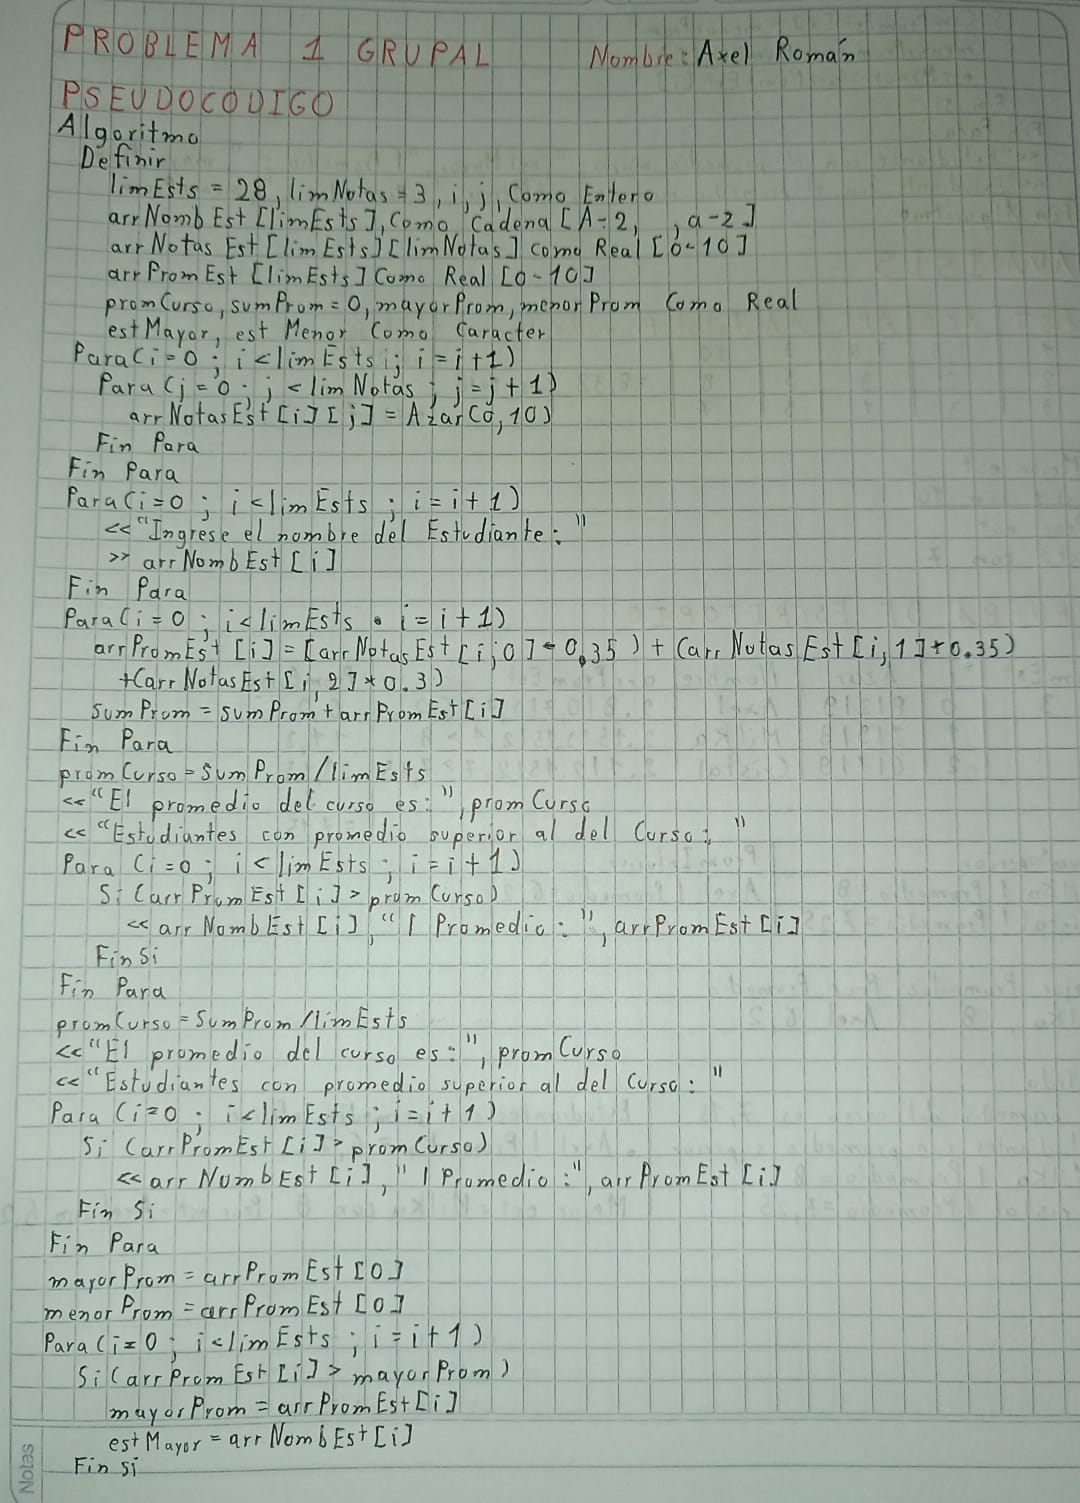 PROBLEMA 1 GRUPAL Nombre: Axel Román
PSEUDOCODIGO
Algoritmo
Definir
limEsts = 28, limNotas = 3, i, j, Como Entero
arrNombEst [limEsts], Como Cadena [A-Z, , a-z]
arrNotasEst [limEsts][limNotas] como Real [0-10]
arrPromEst [limEsts] Como Real [0-10]
promCurso, sumProm = 0, mayorProm, menorProm Como Real
estMayor, estMenor Como Caracter
Para (i = 0 ; i < limEsts ; i = i + 1)
Para (j = 0 ; j < limNotas ; j = j + 1)
arrNotasEst [i][j] = Azar(0, 10)
Fin Para
Fin Para
Para (i = 0 ; i < limEsts ; i = i + 1)
<< "Ingrese el nombre del Estudiante: "
>> arrNombEst [i]
Fin Para
Para (i = 0 ; i < limEsts ; i = i + 1)
arrPromEst [i] = [arrNotasEst [i, 0] * 0.35) + (arrNotasEst [i, 1] * 0.35)
+ (arrNotasEst [i, 2] * 0.3)
sumProm = sumProm + arrPromEst [i]
Fin Para
promCurso = sumProm / limEsts
<< "El promedio del curso es: ", promCurso
<< "Estudiantes con promedio superior al del Curso: "
Para (i = 0 ; i < limEsts ; i = i + 1)
Si (arrPromEst [i] > promCurso)
<< arrNombEst [i], " | Promedio: ", arrPromEst [i]
Fin Si
Fin Para
promCurso = SumProm / limEsts
<< "El promedio del curso es: ", promCurso
<< "Estudiantes con promedio superior al del Curso: "
Para (i = 0 ; i < limEsts ; i = i + 1)
Si (arrPromEst [i] > promCurso)
<< arrNombEst [i], " | Promedio: ", arrPromEst [i]
Fin Si
Fin Para
mayorProm = arrPromEst [0]
menorProm = arrPromEst [0]
Para (i = 0 ; i < limEsts ; i = i + 1)
Si (arrPromEst [i] > mayorProm)
mayorProm = arrPromEst [i]
estMayor = arrNombEst [i]
Fin Si
Notas